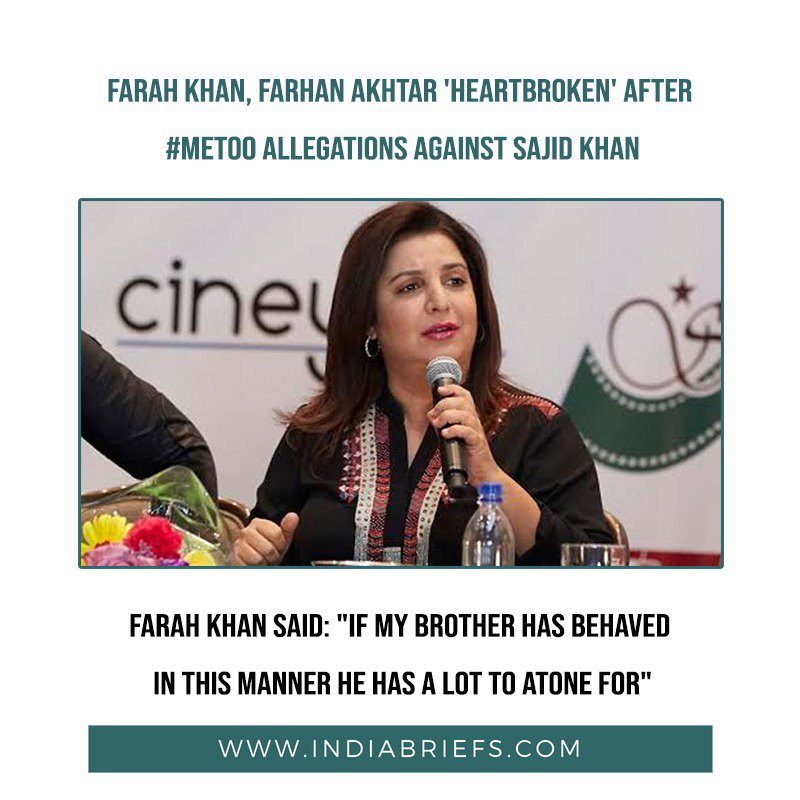 FARAH KHAN, FARHAN AKHTAR 'HEARTBROKEN' AFTER
#METOO ALLEGATIONS AGAINST SAJID KHAN
ciney
FARAH KHAN SAID: "IF MY BROTHER HAS BEHAVED
IN THIS MANNER HE HAS A LOT TO ATONE FOR"
WWW.INDIABRIEFS.COM